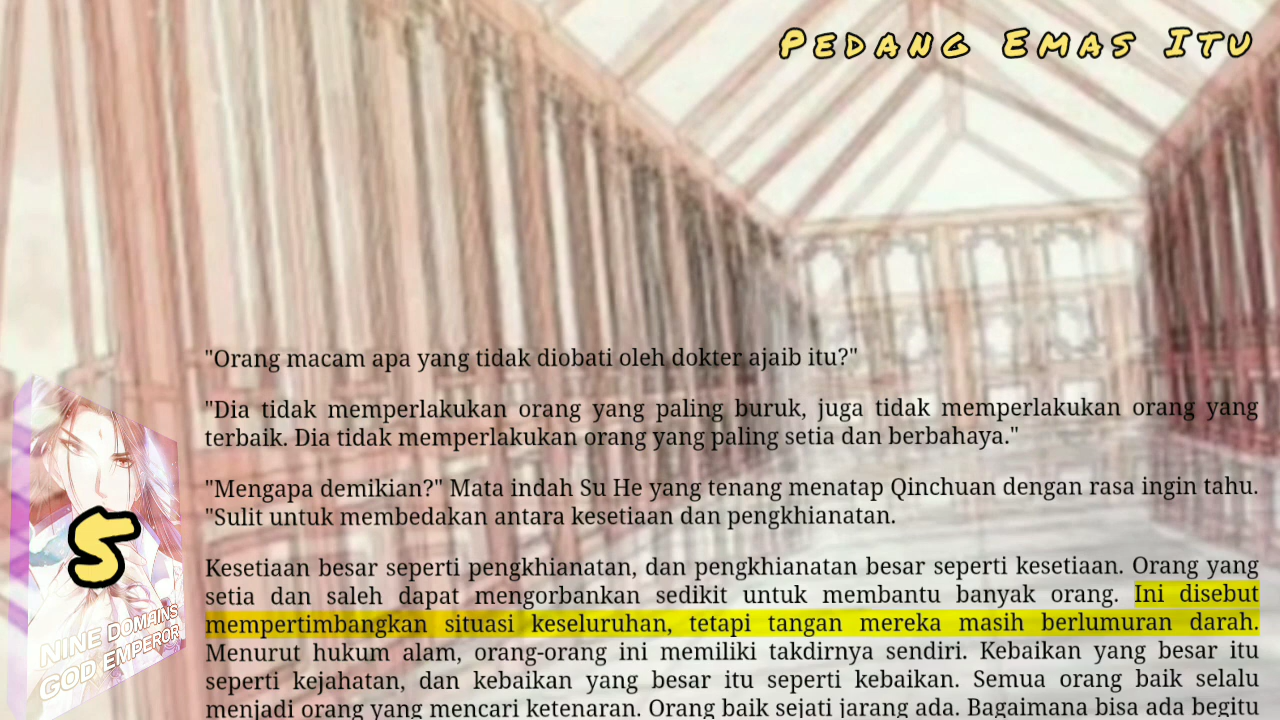 Pedang Emas Itu
"Orang macam apa yang tidak diobati oleh dokter ajaib itu?"
"Dia tidak memperlakukan orang yang paling buruk, juga tidak memperlakukan orang yang
terbaik. Dia tidak memperlakukan orang yang paling setia dan berbahaya."
"Mengapa demikian?" Mata indah Su He yang tenang menatap Qinchuan dengan rasa ingin tahu.
"Sulit untuk membedakan antara kesetiaan dan pengkhianatan.
Kesetiaan besar seperti pengkhianatan, dan pengkhianatan besar seperti kesetiaan. Orang yang
setia dan saleh dapat mengorbankan sedikit untuk membantu banyak orang. Ini disebut
mempertimbangkan situasi keseluruhan, tetapi tangan mereka masih berlumuran darah.
Menurut hukum alam, orang-orang ini memiliki takdirnya sendiri. Kebaikan yang besar itu
seperti kejahatan, dan kebaikan yang besar itu seperti kebaikan. Semua orang baik selalu
menjadi orang yang mencari ketenaran. Orang baik sejati jarang ada. Bagaimana bisa ada begitu
5
NINE DOMAINS
GOD EMPEROR